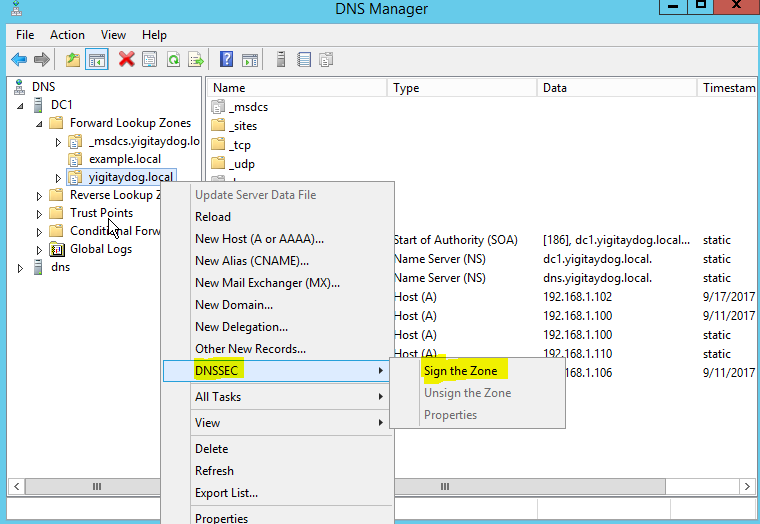 DNS Manager
File Action View Help
DNS
DC1
Forward Lookup Zones
_msdcs.yigitaydog.lo
example.local
yigitaydog.local
Reverse Lookup Z
Trust Points
Conditional Forw
Global Logs
dns
Name Type Data Timestam
_msdcs
_sites
_tcp
_udp
Start of Authority (SOA) [186], dc1.yigitaydog.local... static
Name Server (NS) dc1.yigitaydog.local. static
Name Server (NS) dns.yigitaydog.local. static
Host (A) 192.168.1.102 9/17/2017
Host (A) 192.168.1.100 9/11/2017
Host (A) 192.168.1.100 static
Host (A) 192.168.1.110 static
.168.1.106 9/11/2017
Update Server Data File
Reload
New Host (A or AAAA)...
New Alias (CNAME)...
New Mail Exchanger (MX)...
New Domain...
New Delegation...
Other New Records...
DNSSEC
All Tasks
View
Delete
Refresh
Export List...
Properties
Sign the Zone
Unsign the Zone
Properties